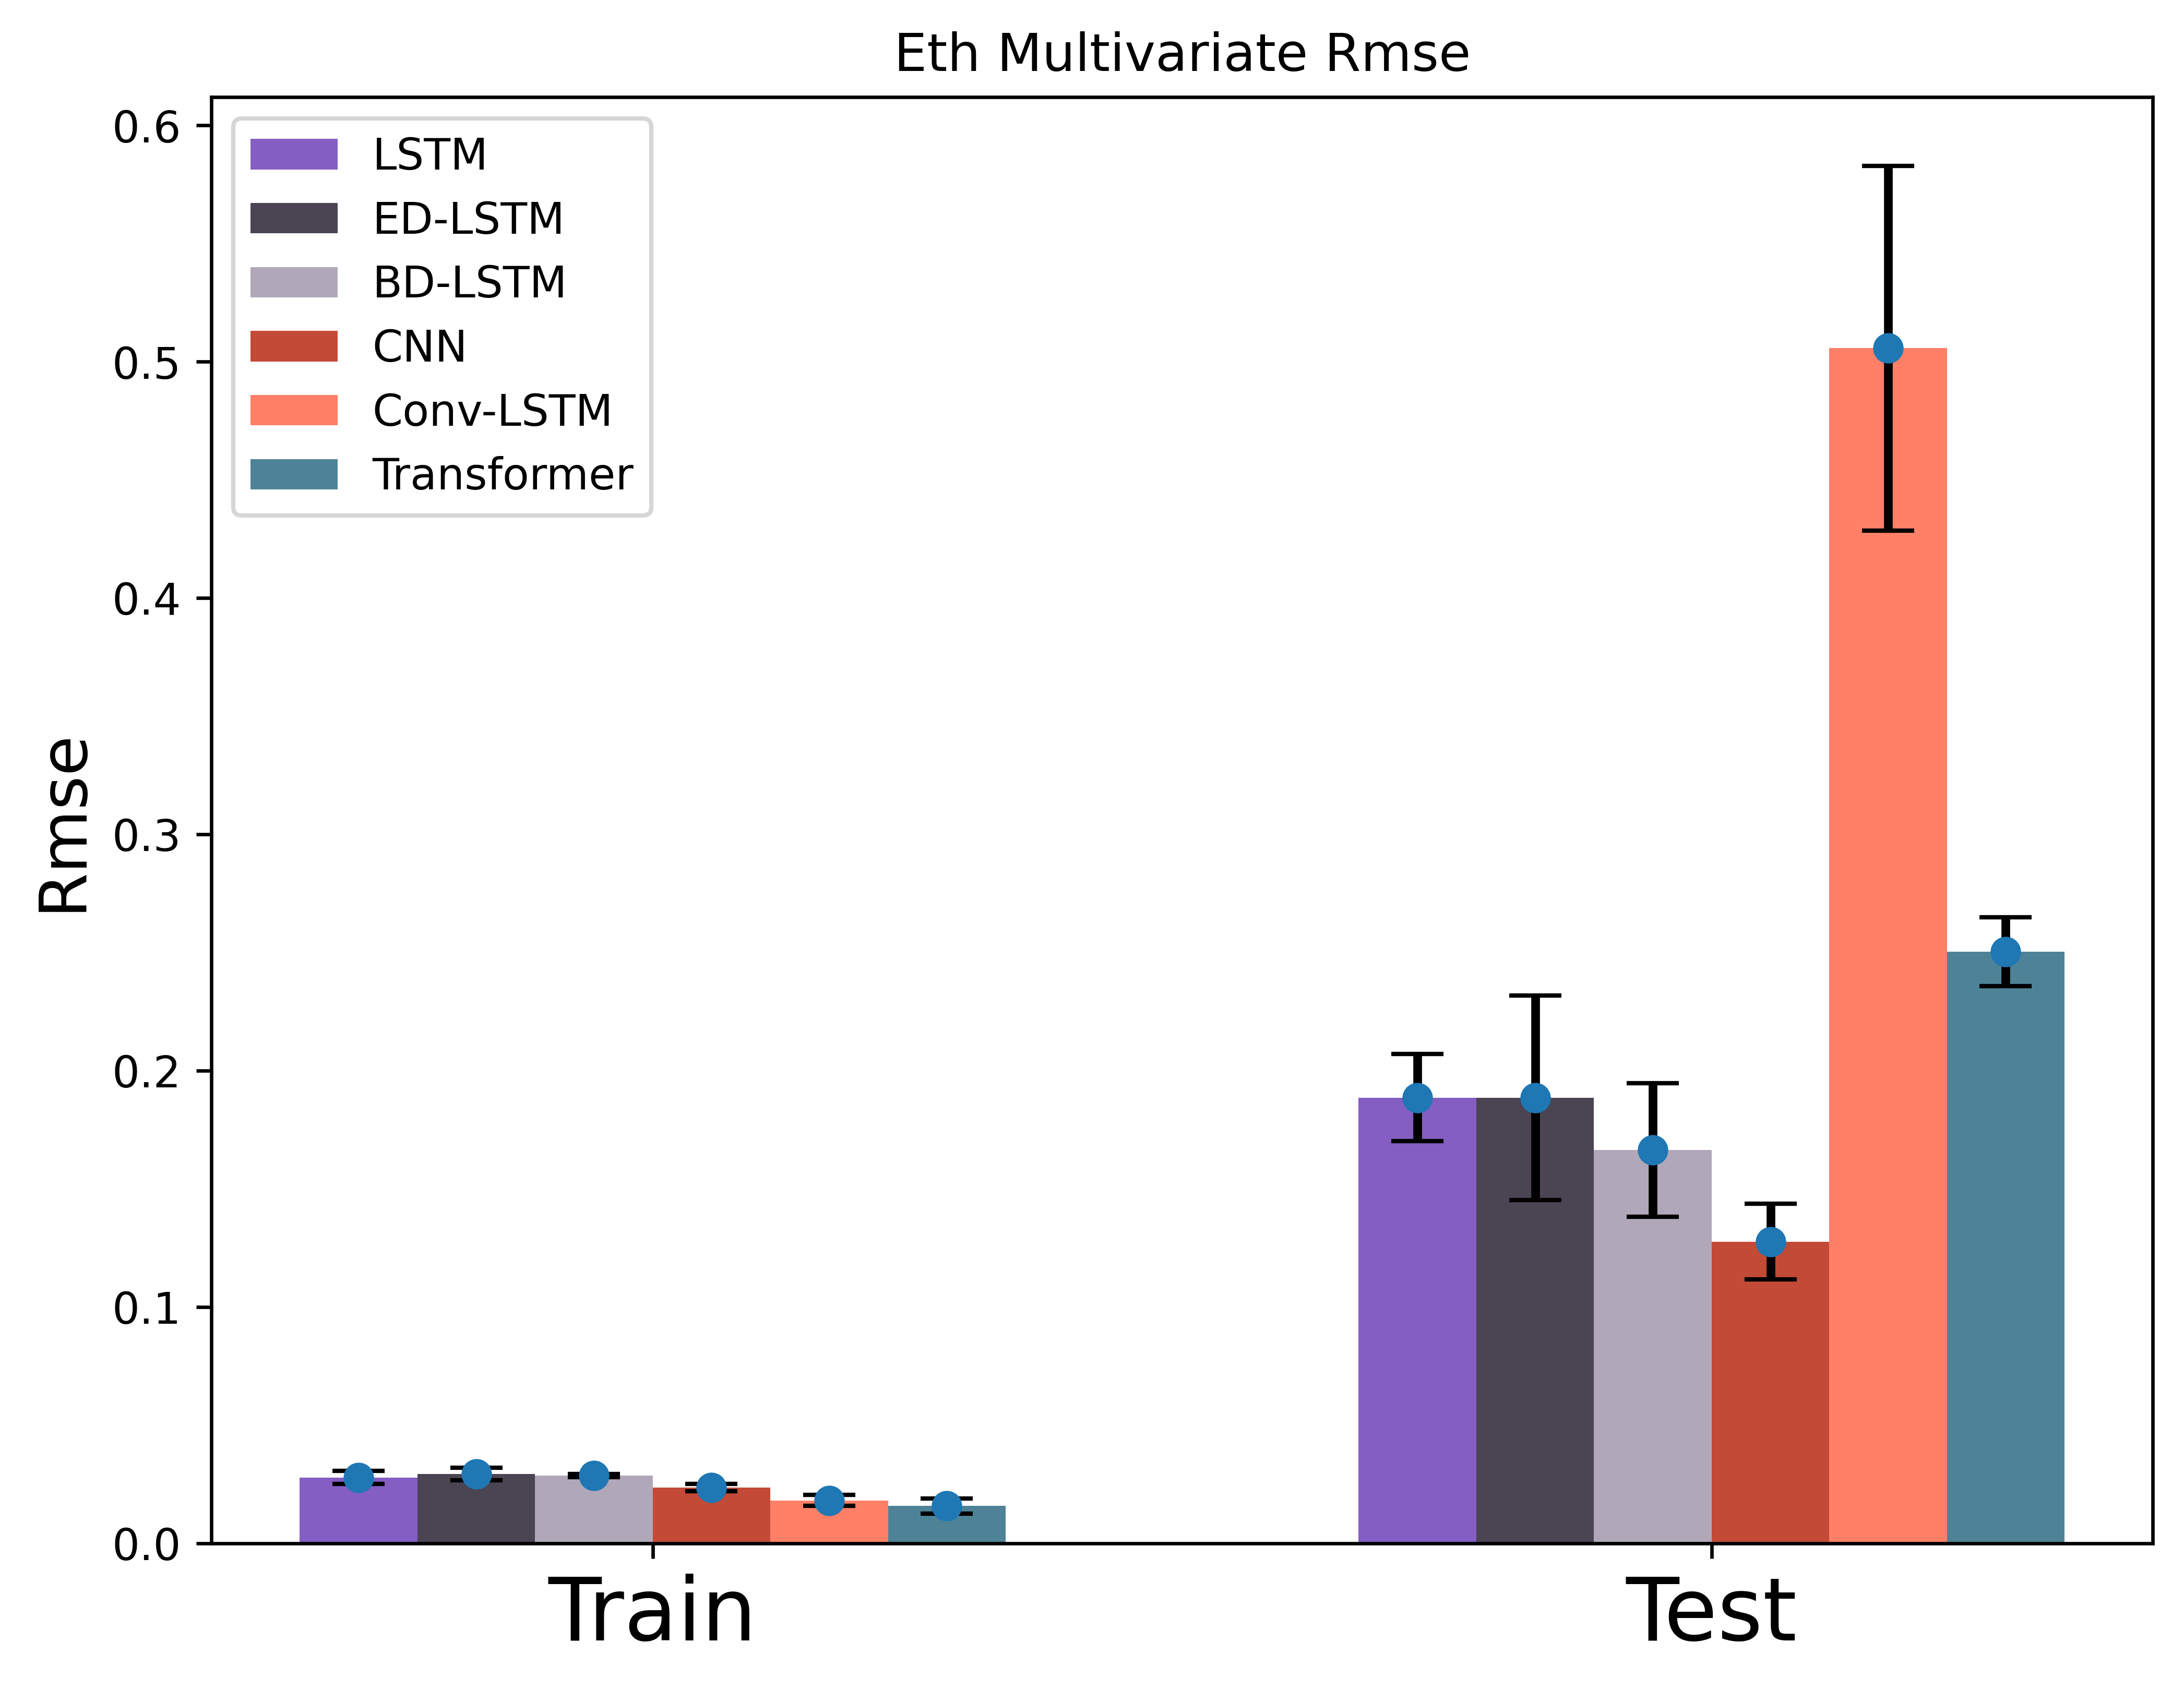 Eth Multivariate Rmse
0.6
0.5
0.4
0.3
0.2
0.1
0.0
Rmse
LSTM
ED-LSTM
BD-LSTM
CNN
Conv-LSTM
Transformer
Train
Test